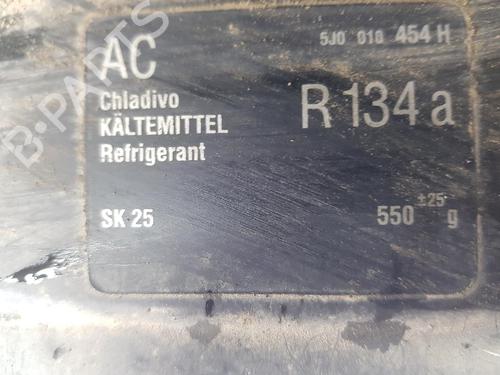 AC
5J0 010 454 H
Chladivo
KÄLTEMITTEL
Refrigerant
R 134 a
SK 25
550 ±25 g
B-PARTS